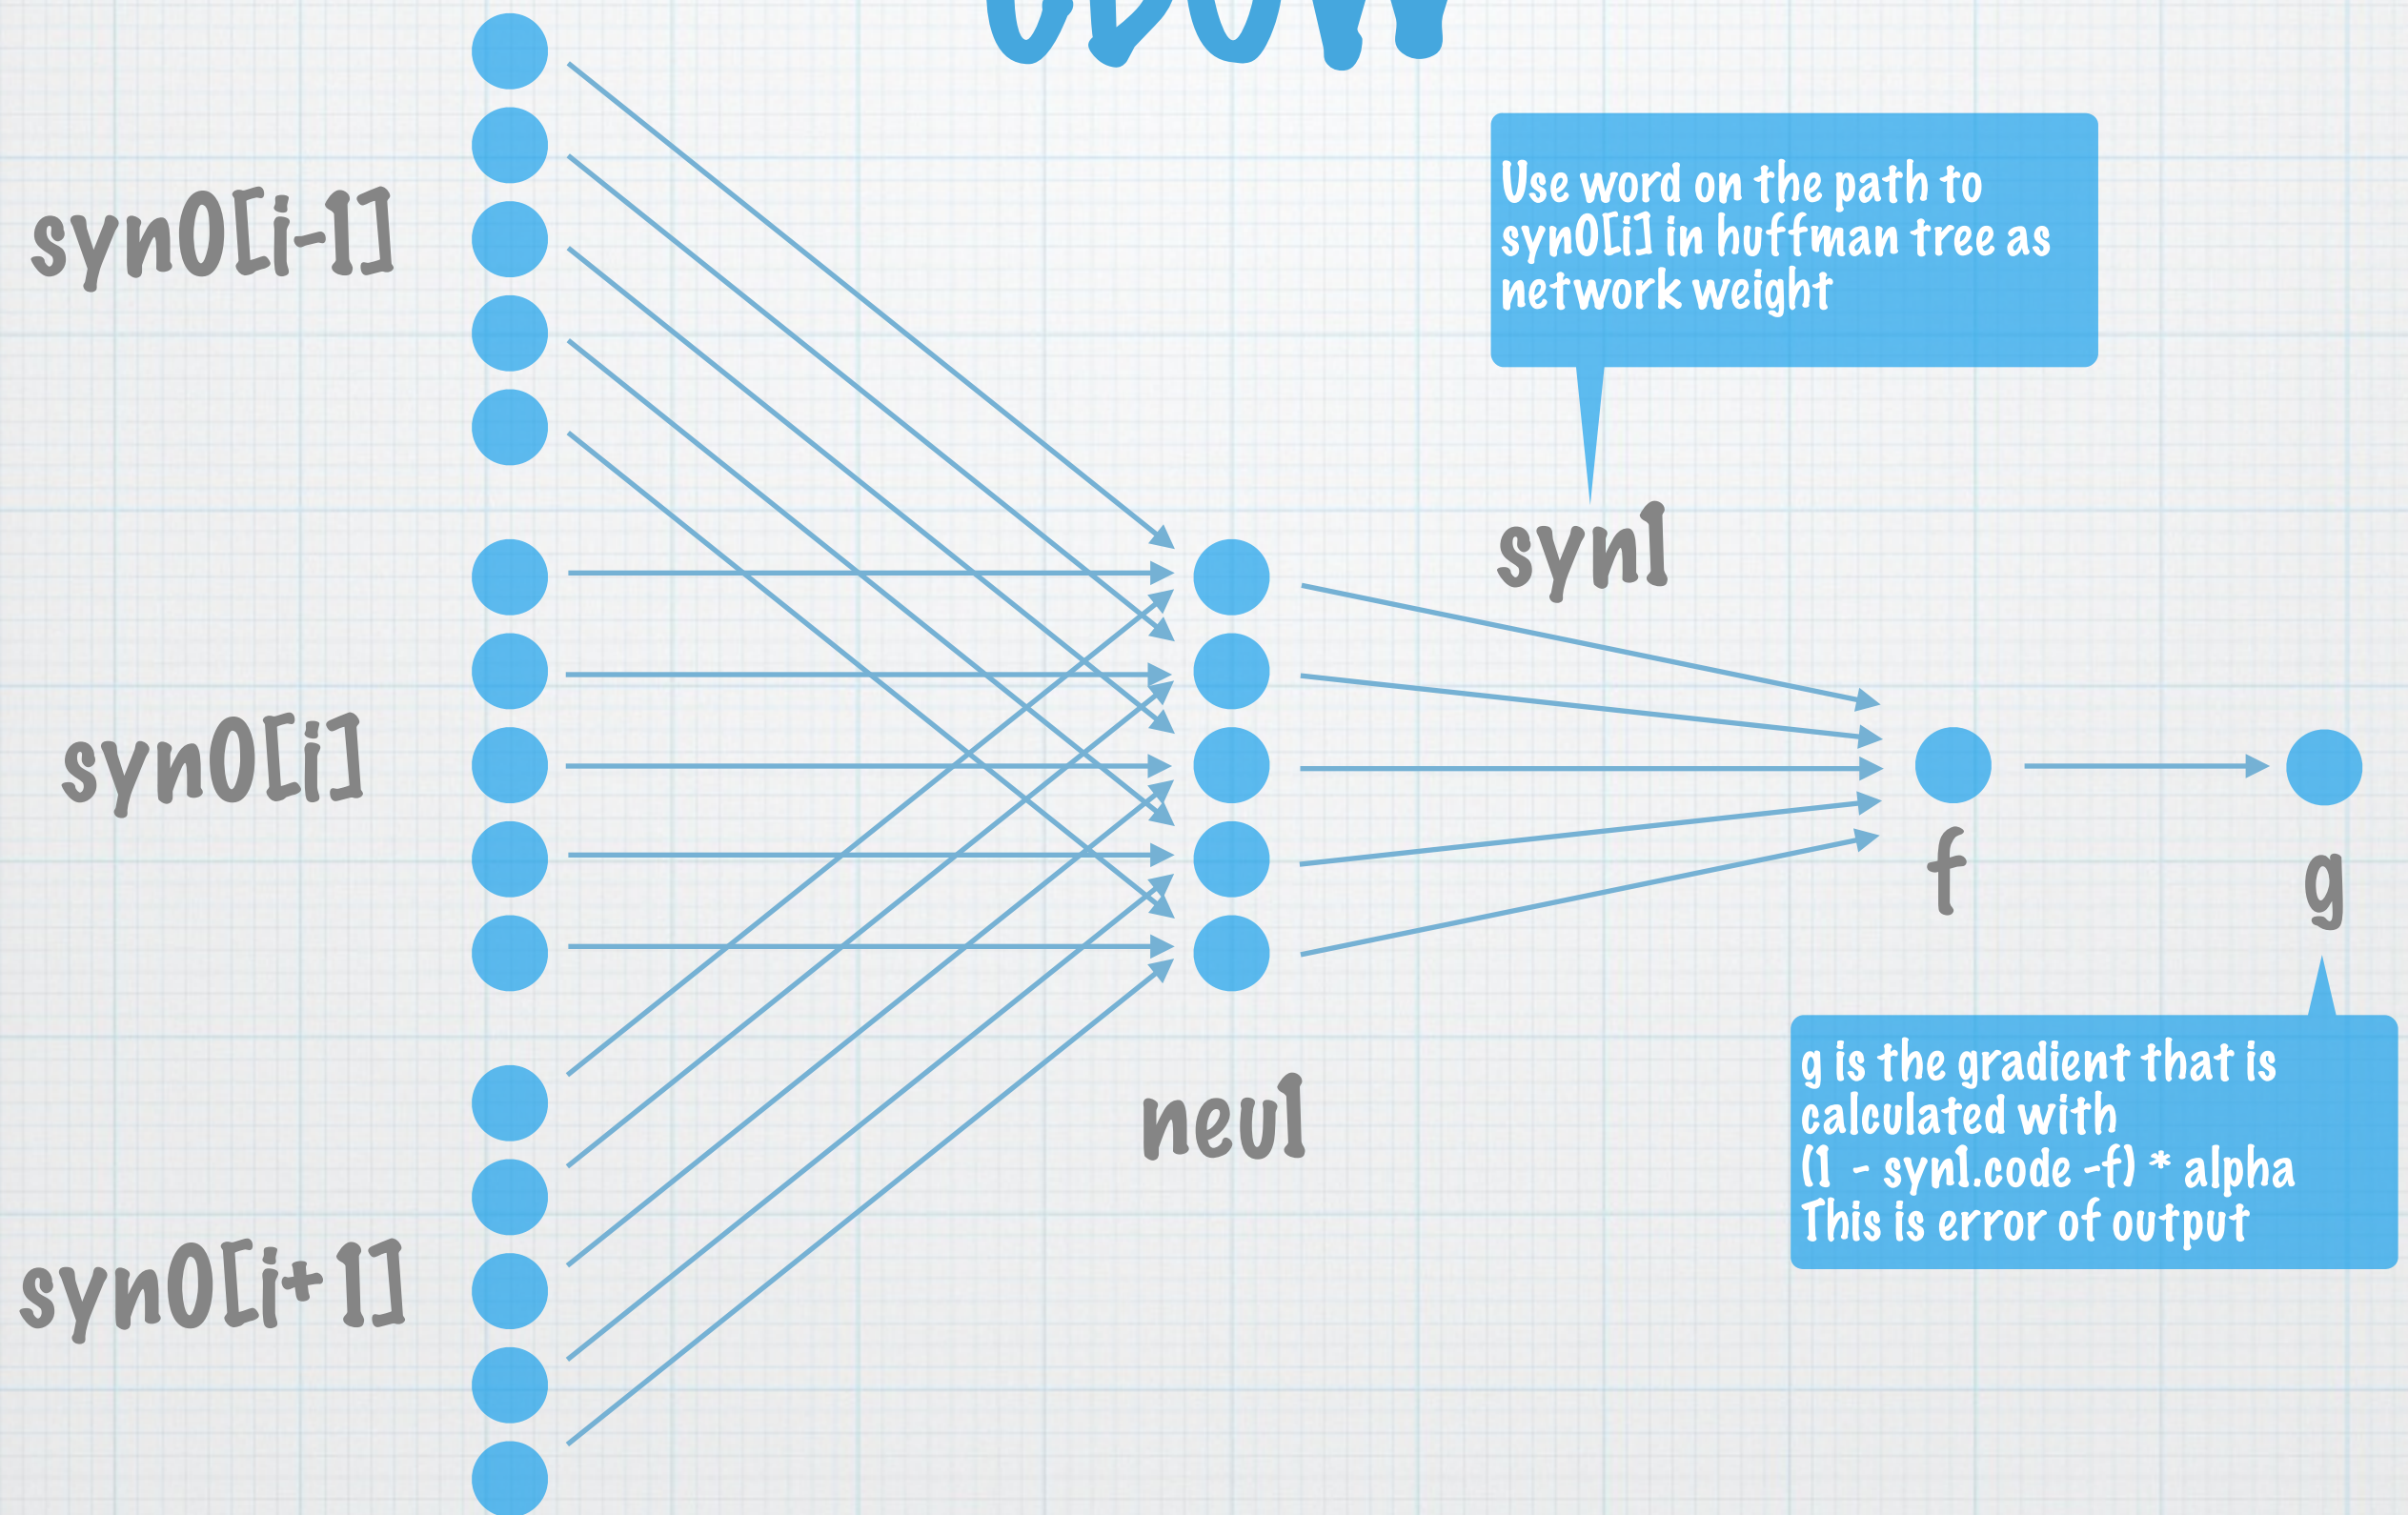 CBOW
Use word on the path to
syn0[i] in huffman tree as
network weight
syn0[i-1]
syn1
syn0[i]
f
g
g is the gradient that is
calculated with
(1 - syn1.code -f) * alpha
This is error of output
neu1
syn0[i+1]